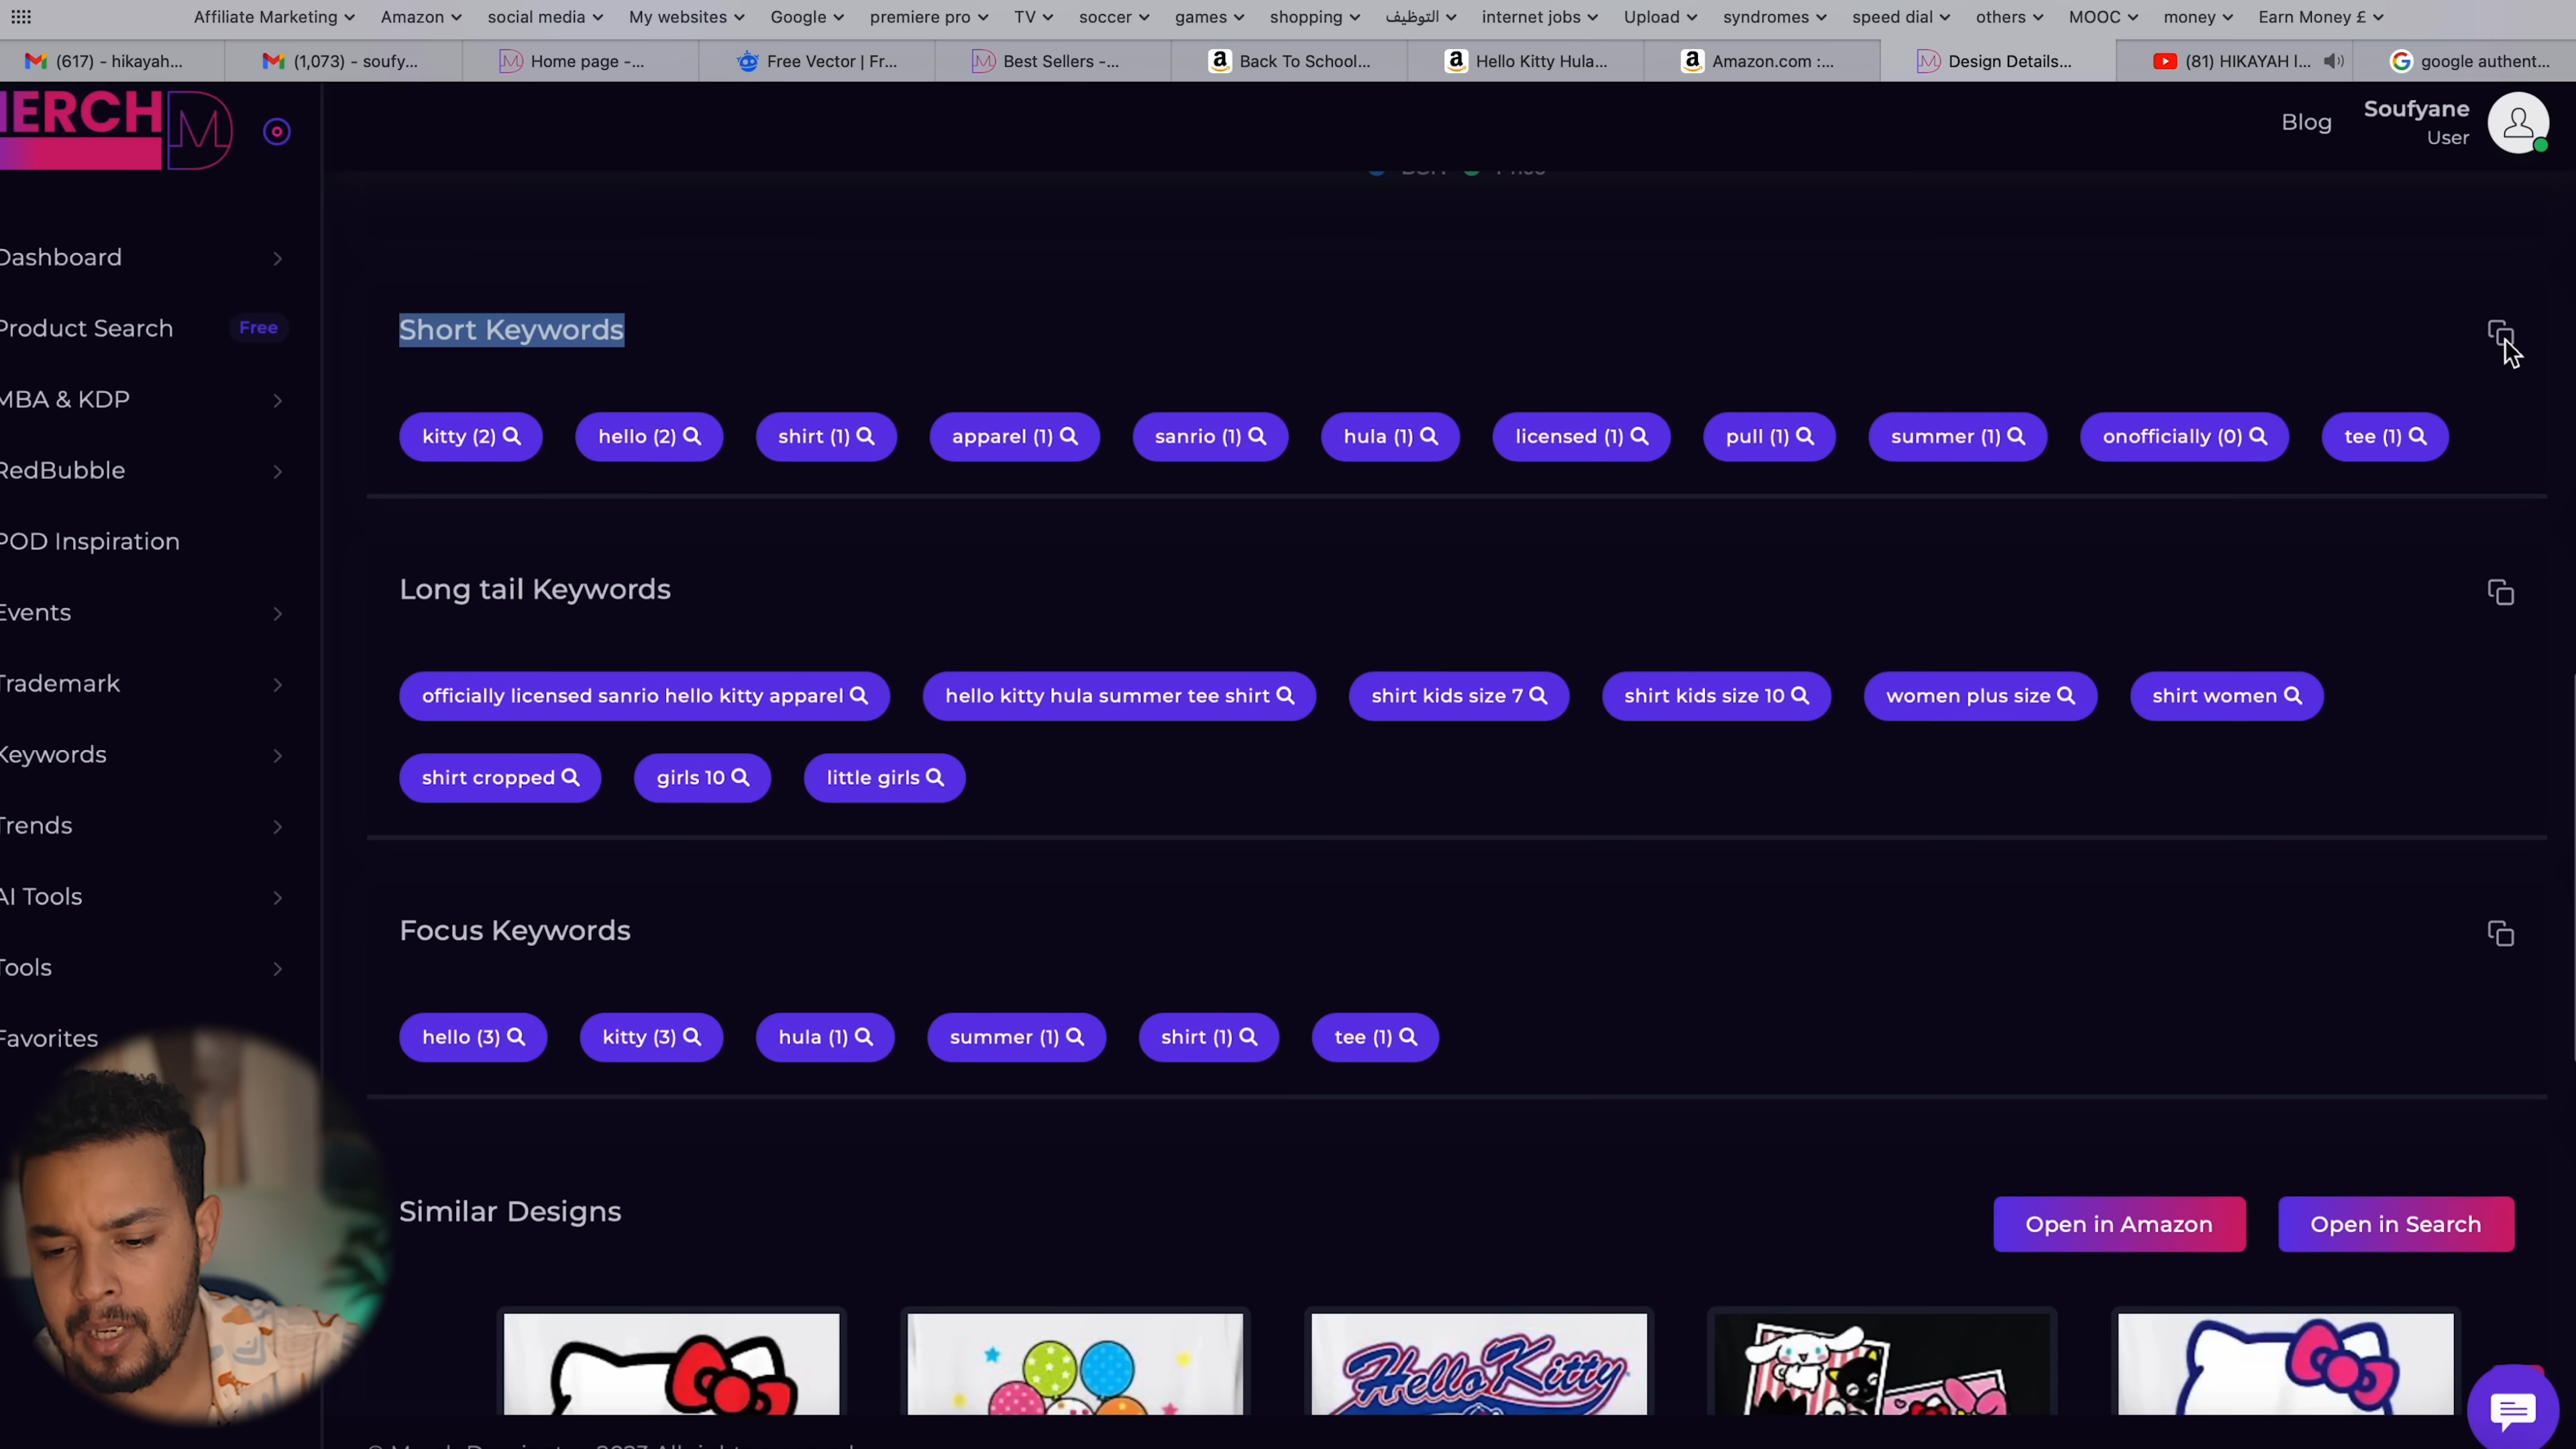 Affiliate Marketing Amazon social media My websites Google premiere pro TV soccer games shopping التوظيف internet jobs Upload syndromes speed dial others MOOC money Earn Money £
(617) - hikayah... (1,073) - soufy... Home page -... Free Vector | Fr... Best Sellers -... Back To School... Hello Kitty Hula... Amazon.com :... Design Details... (81) HIKAYAH I... google authent...
MERCH
Blog
Soufyane
User
Dashboard
Product Search Free
MBA & KDP
RedBubble
POD Inspiration
Events
Trademark
Keywords
Trends
AI Tools
Tools
Favorites
Short Keywords
kitty (2) hello (2) shirt (1) apparel (1) sanrio (1) hula (1) licensed (1) pull (1) summer (1) onofficially (0) tee (1)
Long tail Keywords
officially licensed sanrio hello kitty apparel hello kitty hula summer tee shirt shirt kids size 7 shirt kids size 10 women plus size shirt women
shirt cropped girls 10 little girls
Focus Keywords
hello (3) kitty (3) hula (1) summer (1) shirt (1) tee (1)
Similar Designs
Open in Amazon Open in Search
Hello Kitty